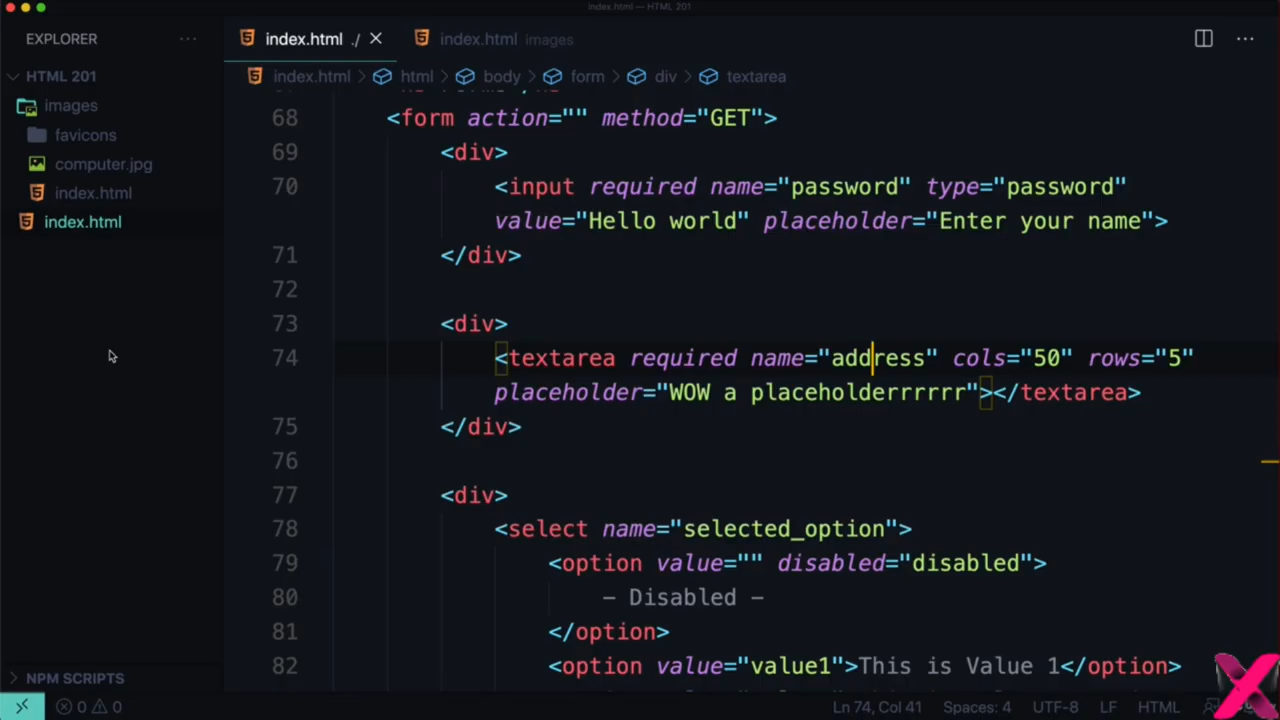 index.html — HTML 201
EXPLORER
index.html ./
index.html images
HTML 201
index.html > html > body > form > div > textarea
images
favicons
computer.jpg
index.html
index.html
68 <form action="" method="GET">
69 <div>
70 <input required name="password" type="password"
value="Hello world" placeholder="Enter your name">
71 </div>
72
73 <div>
74 <textarea required name="address" cols="50" rows="5"
placeholder="WOW a placeholderrrrrr"></textarea>
75 </div>
76
77 <div>
78 <select name="selected_option">
79 <option value="" disabled="disabled">
80 - Disabled -
81 </option>
82 <option value="value1">This is Value 1</option>
NPM SCRIPTS
0 0
Ln 74, Col 41
Spaces: 4
UTF-8
LF
HTML